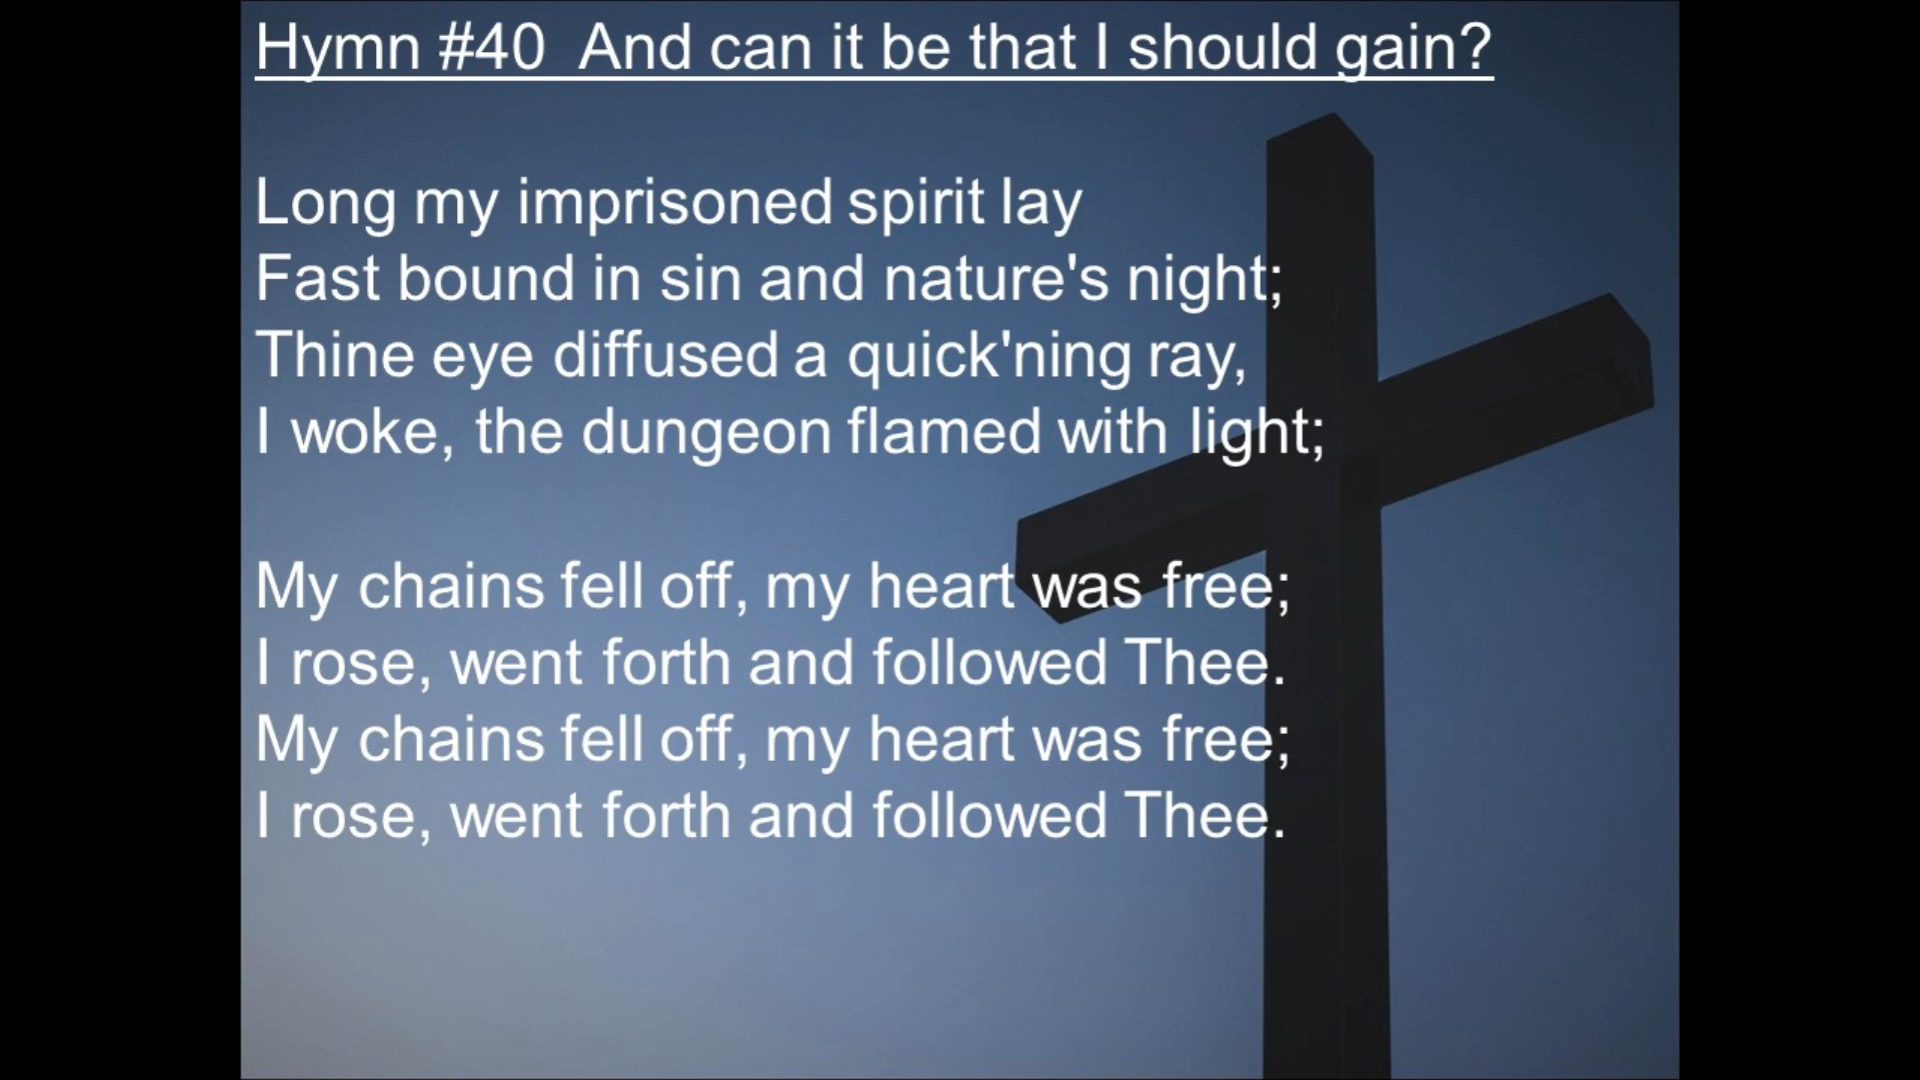 Hymn #40  And can it be that I should gain?
Long my imprisoned spirit lay
Fast bound in sin and nature's night;
Thine eye diffused a quick'ning ray,
I woke, the dungeon flamed with light;
My chains fell off, my heart was free;
I rose, went forth and followed Thee.
My chains fell off, my heart was free;
I rose, went forth and followed Thee.